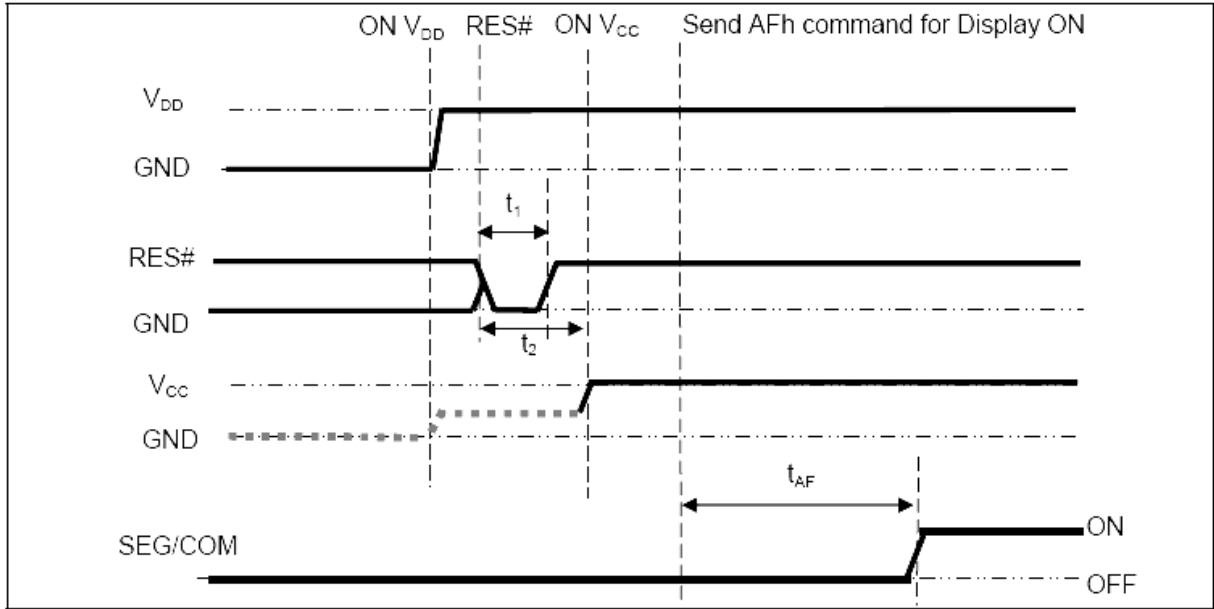 ON VDD RES# ON VCC Send AFh command for Display ON
VDD
GND
t1
RES#
GND
t2
VCC
GND
tAF
SEG/COM
ON
OFF